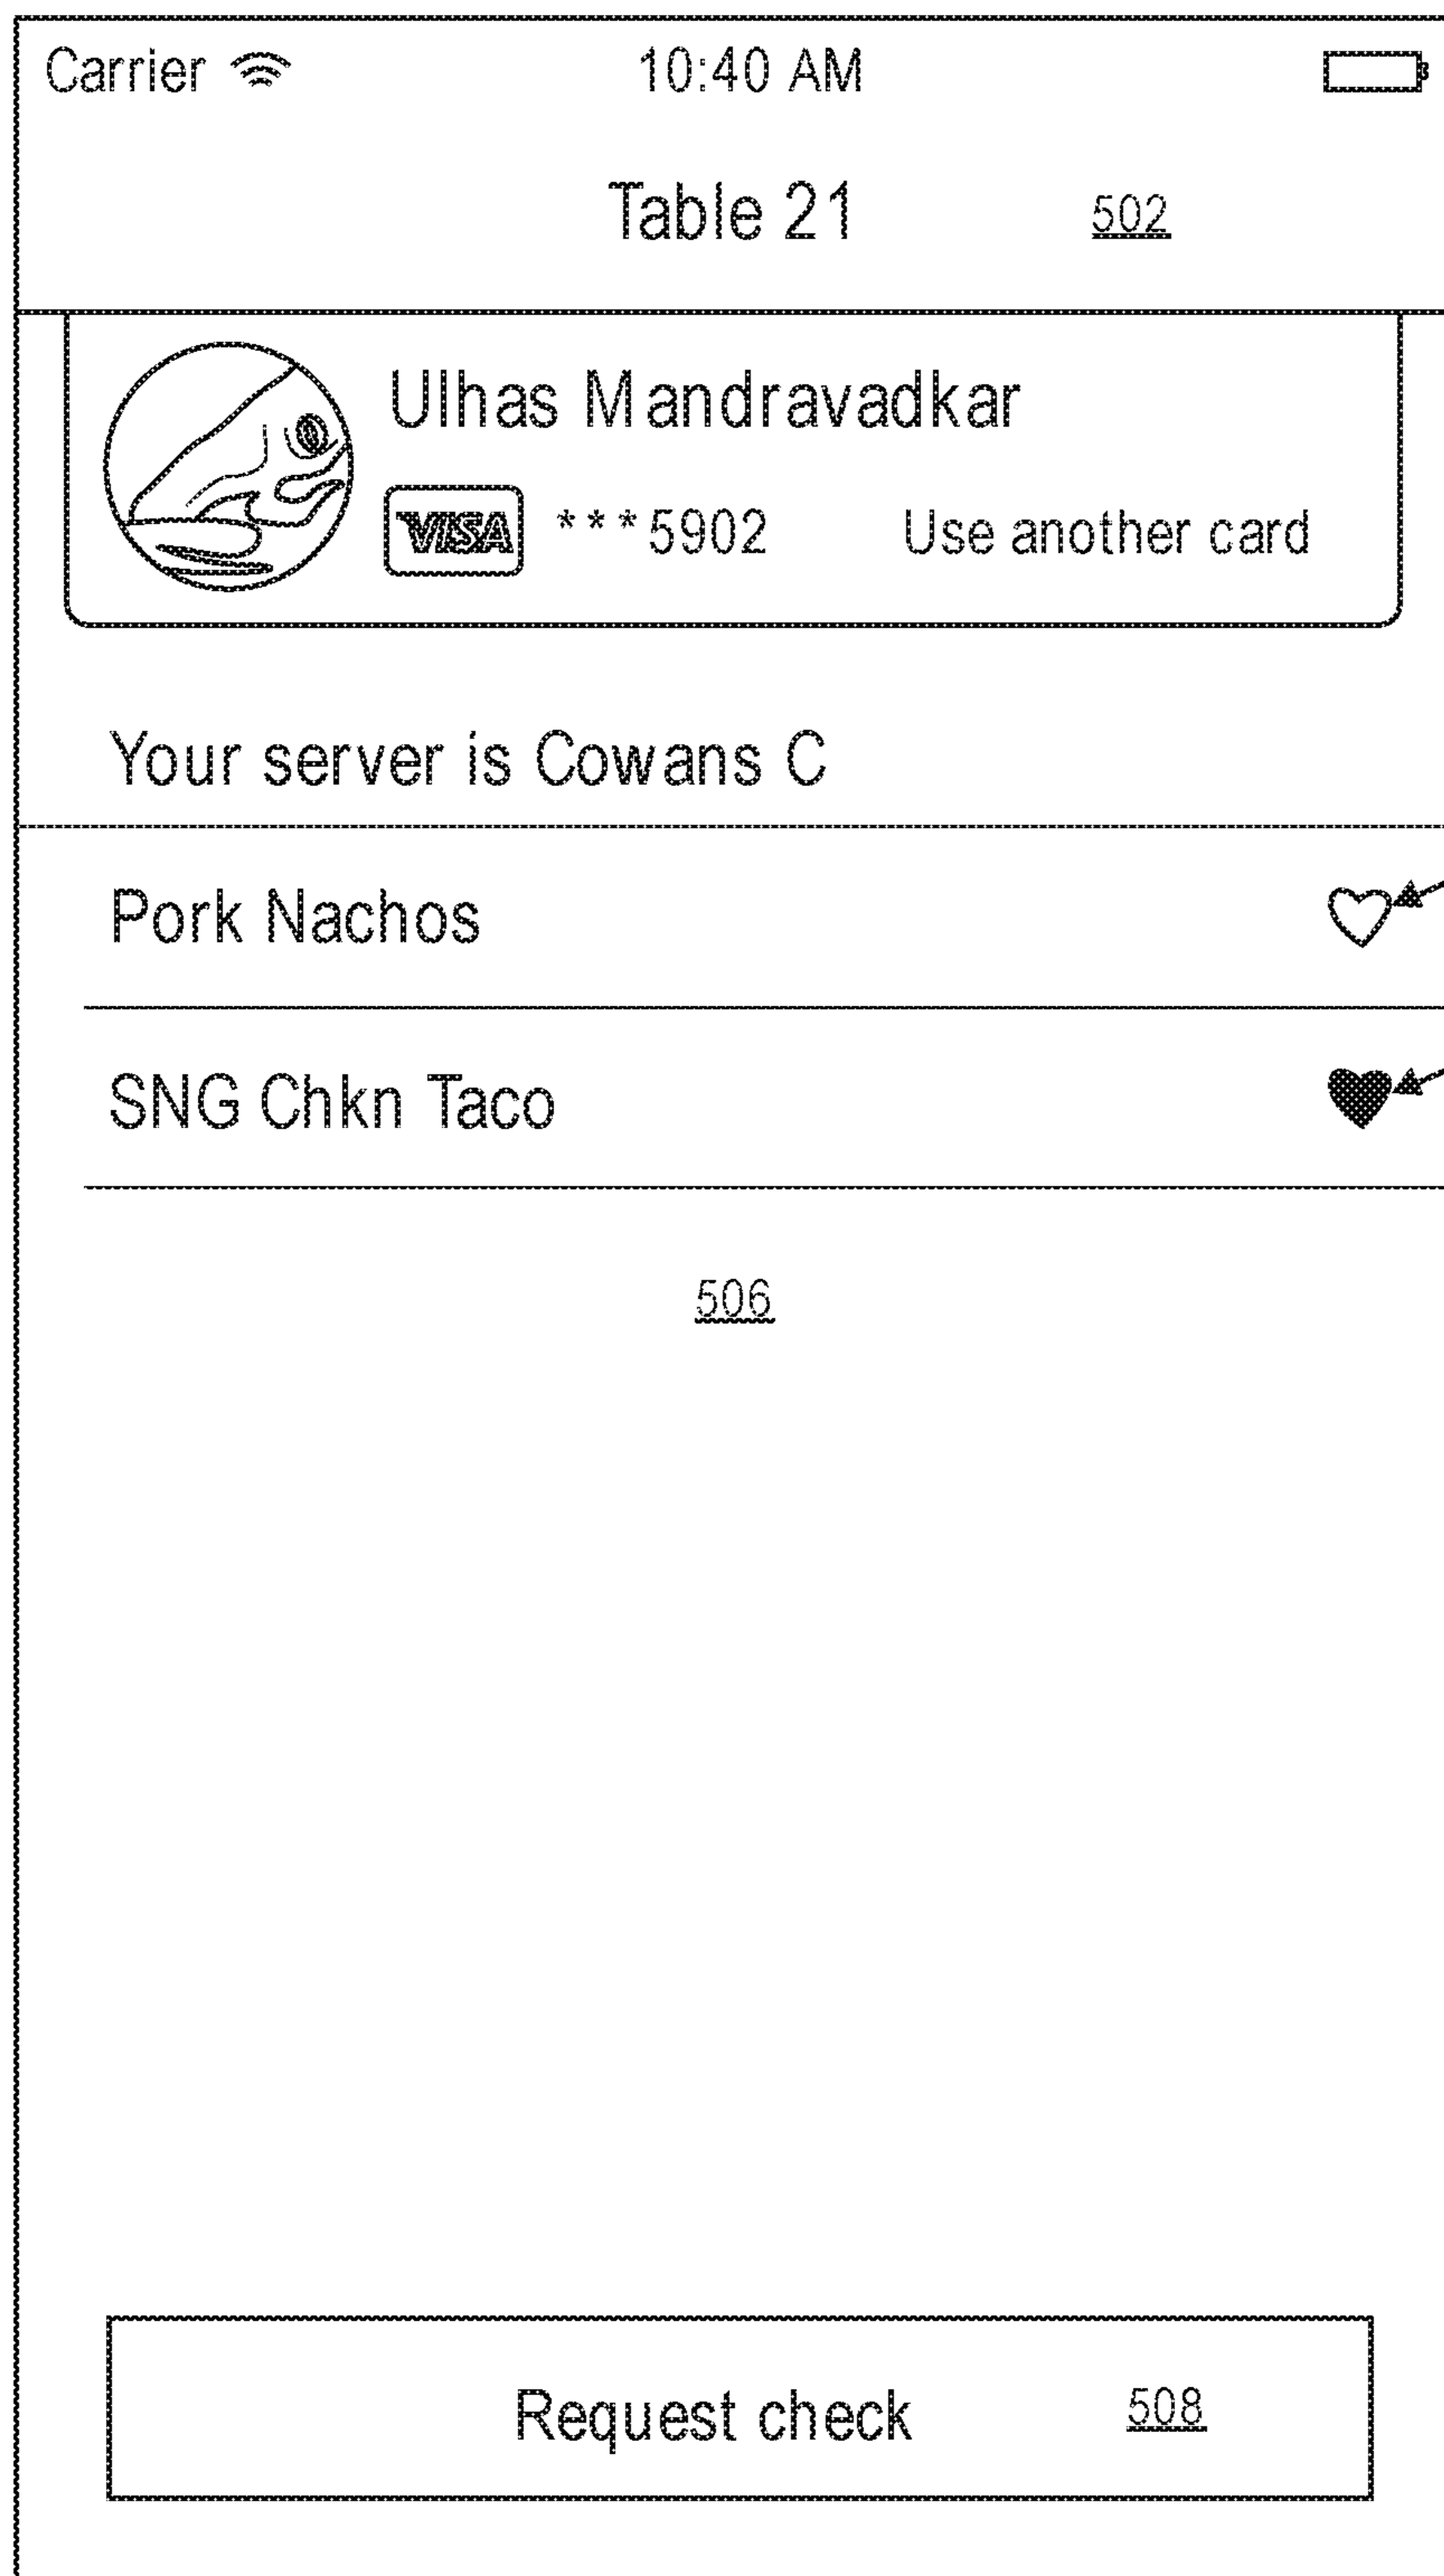 Carrier 10:40 AM
Table 21 502
Ulhas Mandravadkar
VISA ***5902 Use another card
Your server is Cowans C
Pork Nachos
SNG Chkn Taco
506
Request check 508